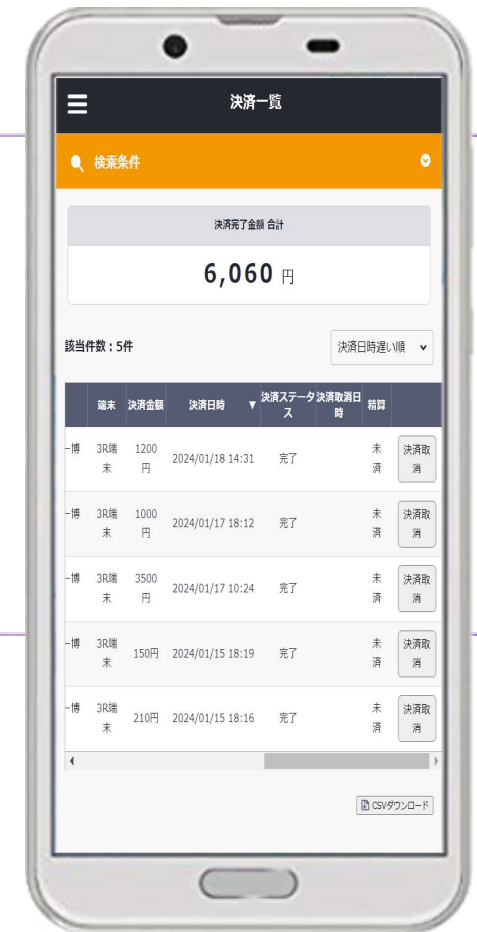 決済一覧
検索条件
決済完了金額 合計
6,060 円
該当件数:5件
決済日時遅い順
端末 決済金額 決済日時 ▼ 決済ステータス 決済取消日時 精算
一博 3R端末 1200円 2024/01/18 14:31 完了 未済 決済取消
一博 3R端末 1000円 2024/01/17 18:12 完了 未済 決済取消
一博 3R端末 3500円 2024/01/17 10:24 完了 未済 決済取消
一博 3R端末 150円 2024/01/15 18:19 完了 未済 決済取消
一博 3R端末 210円 2024/01/15 18:16 完了 未済 決済取消
CSVダウンロード